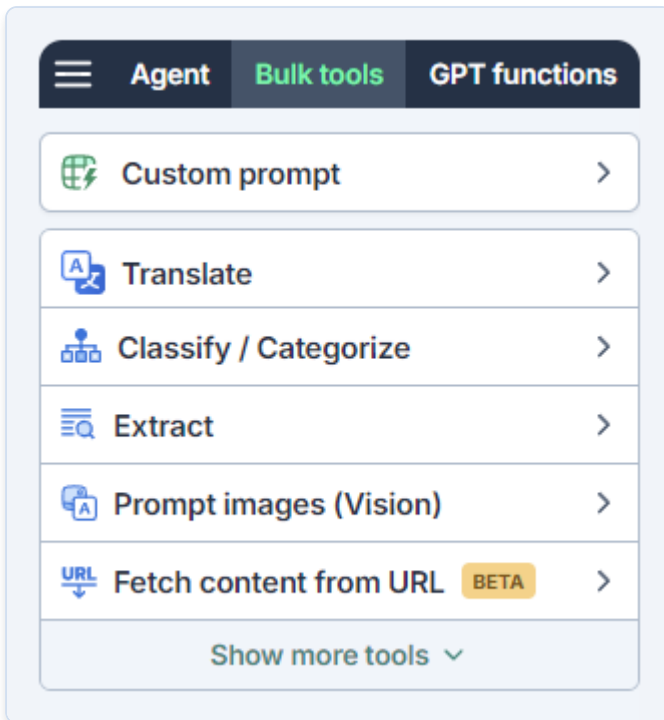 Agent Bulk tools GPT functions
Custom prompt
Translate
Classify / Categorize
Extract
Prompt images (Vision)
URL Fetch content from URL BETA
Show more tools